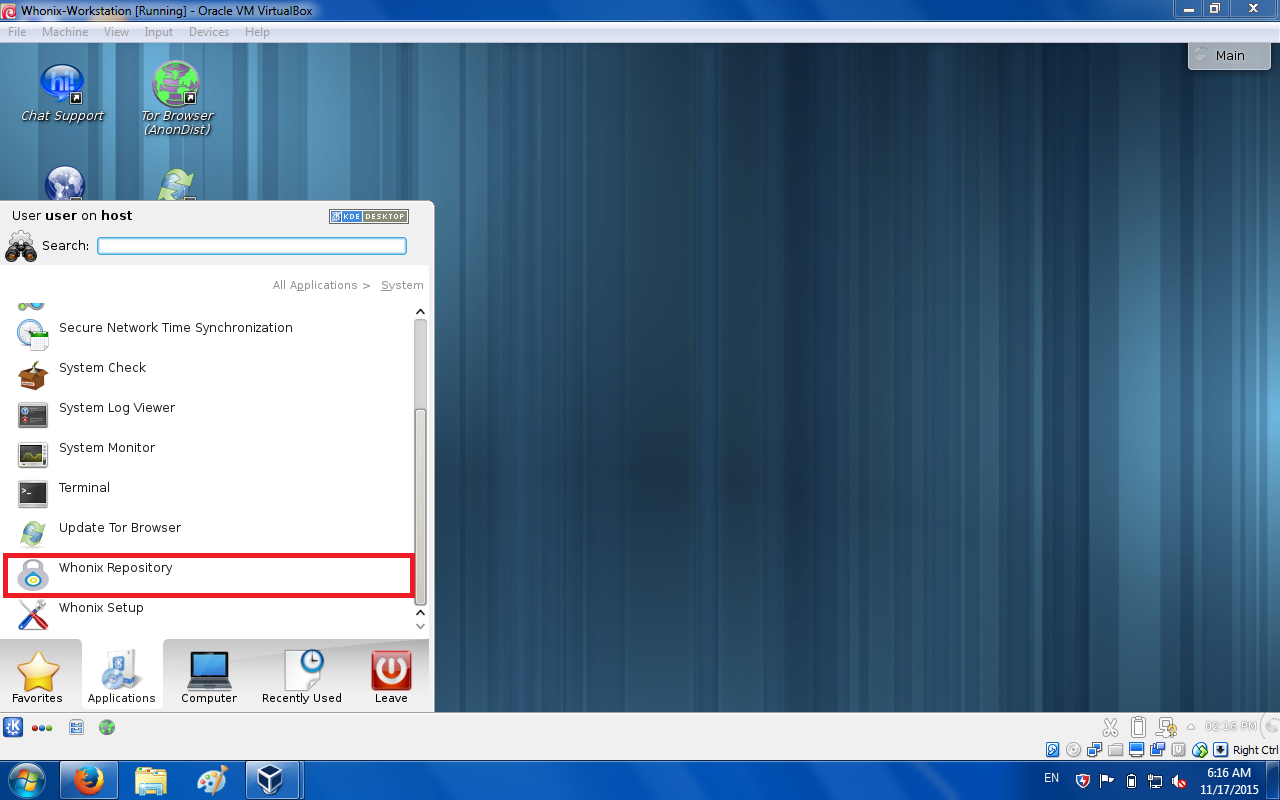 Whonix-Workstation [Running] - Oracle VM VirtualBox
File Machine View Input Devices Help
Main
Chat Support
Tor Browser
(AnonDist)
User user on host
KDE DESKTOP
Search:
All Applications > System
Secure Network Time Synchronization
System Check
System Log Viewer
System Monitor
Terminal
Update Tor Browser
Whonix Repository
Whonix Setup
Favorites
Applications
Computer
Recently Used
Leave
02:16 PM
Right Ctrl
EN
6:16 AM
11/17/2015